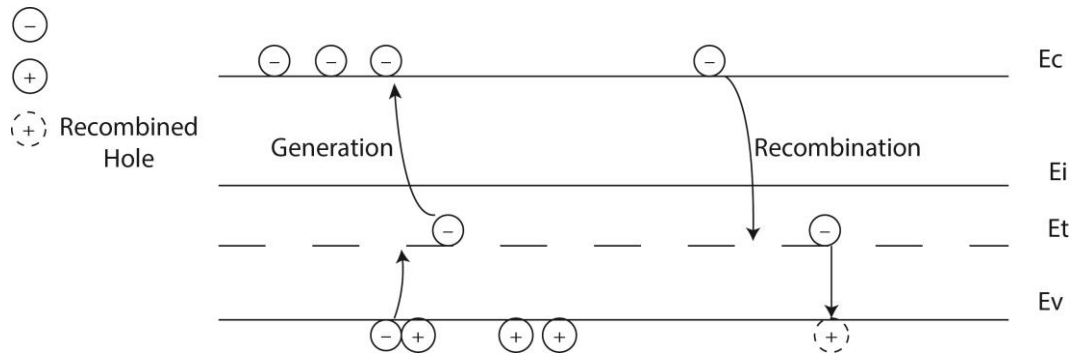 −
+
+ Recombined
Hole
− − − − Ec
Generation Recombination
Ei
− − Et
Ev
− + + + +